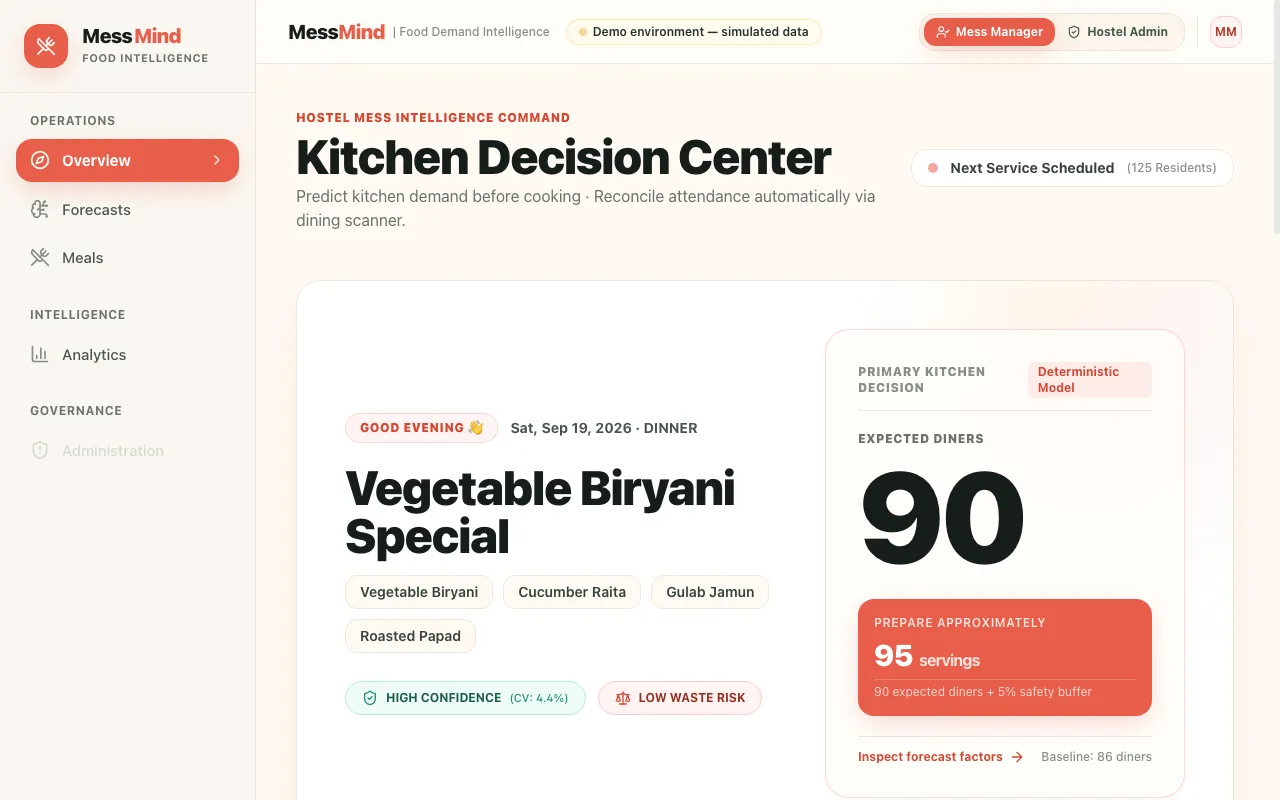 MessMind
FOOD INTELLIGENCE
OPERATIONS
Overview
Forecasts
Meals
INTELLIGENCE
Analytics
GOVERNANCE
Administration
MessMind | Food Demand Intelligence
Demo environment — simulated data
Mess Manager
Hostel Admin
MM
HOSTEL MESS INTELLIGENCE COMMAND
Kitchen Decision Center
Predict kitchen demand before cooking · Reconcile attendance automatically via
dining scanner.
Next Service Scheduled (125 Residents)
GOOD EVENING 👋
Sat, Sep 19, 2026 · DINNER
Vegetable Biryani
Special
Vegetable Biryani
Cucumber Raita
Gulab Jamun
Roasted Papad
HIGH CONFIDENCE (CV: 4.4%)
LOW WASTE RISK
PRIMARY KITCHEN
DECISION
Deterministic
Model
EXPECTED DINERS
90
PREPARE APPROXIMATELY
95 servings
90 expected diners + 5% safety buffer
Inspect forecast factors →
Baseline: 86 diners